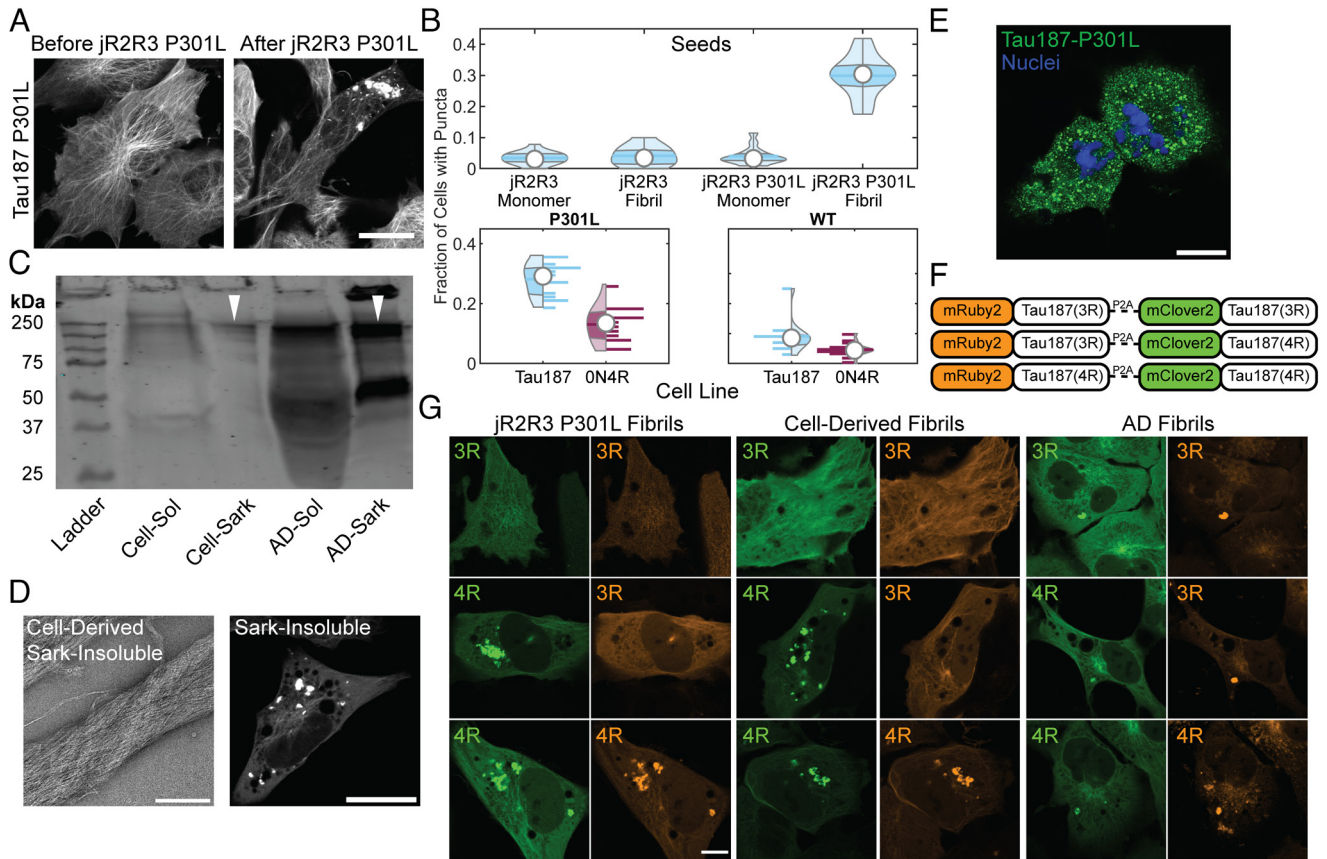 A
Before jR2R3 P301L
After jR2R3 P301L
Tau187 P301L
B
Seeds
Fraction of Cells with Puncta
0.4
0.3
0.2
0.1
0
jR2R3
Monomer
jR2R3
Fibril
jR2R3 P301L
Monomer
jR2R3 P301L
Fibril
P301L
0.4
0.2
0
Tau187
0N4R
WT
0.4
0.2
0
Tau187
0N4R
Cell Line
C
kDa
250
75
50
37
25
Ladder
Cell-Sol
Cell-Sark
AD-Sol
AD-Sark
D
Cell-Derived
Sark-Insoluble
Sark-Insoluble
E
Tau187-P301L
Nuclei
F
mRuby2 Tau187(3R) P2A mClover2 Tau187(3R)
mRuby2 Tau187(3R) P2A mClover2 Tau187(4R)
mRuby2 Tau187(4R) P2A mClover2 Tau187(4R)
G
jR2R3 P301L Fibrils
Cell-Derived Fibrils
AD Fibrils
3R 3R 3R 3R 3R 3R
4R 3R 4R 3R 4R 3R
4R 4R 4R 4R 4R 4R